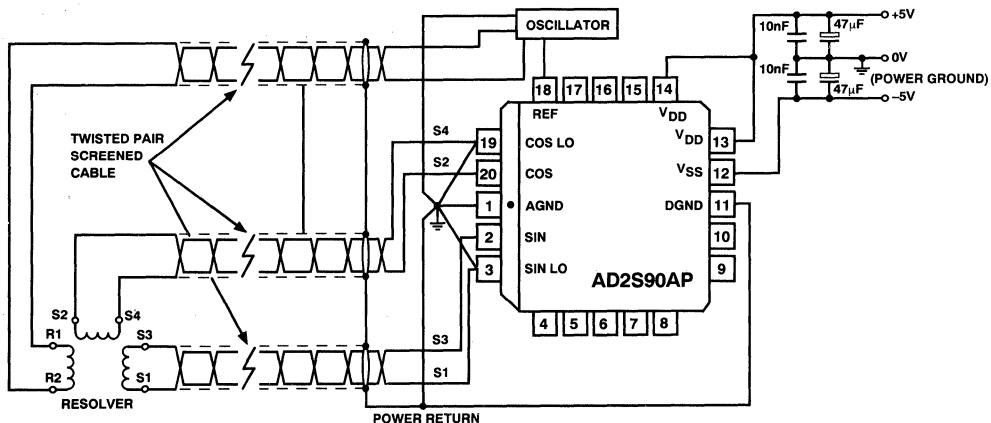 OSCILLATOR
+5V
10nF
47µF
0V
(POWER GROUND)
10nF
47µF
–5V
18
17
16
15
14
REF
VDD
VDD
13
VSS
12
DGND
11
10
9
TWISTED PAIR
SCREENED
CABLE
S4
19
COS LO
S2
20
COS
1
AGND
2
SIN
3
SIN LO
AD2S90AP
4
5
6
7
8
S2
S4
R1
S3
R2
S1
RESOLVER
S3
S1
POWER RETURN